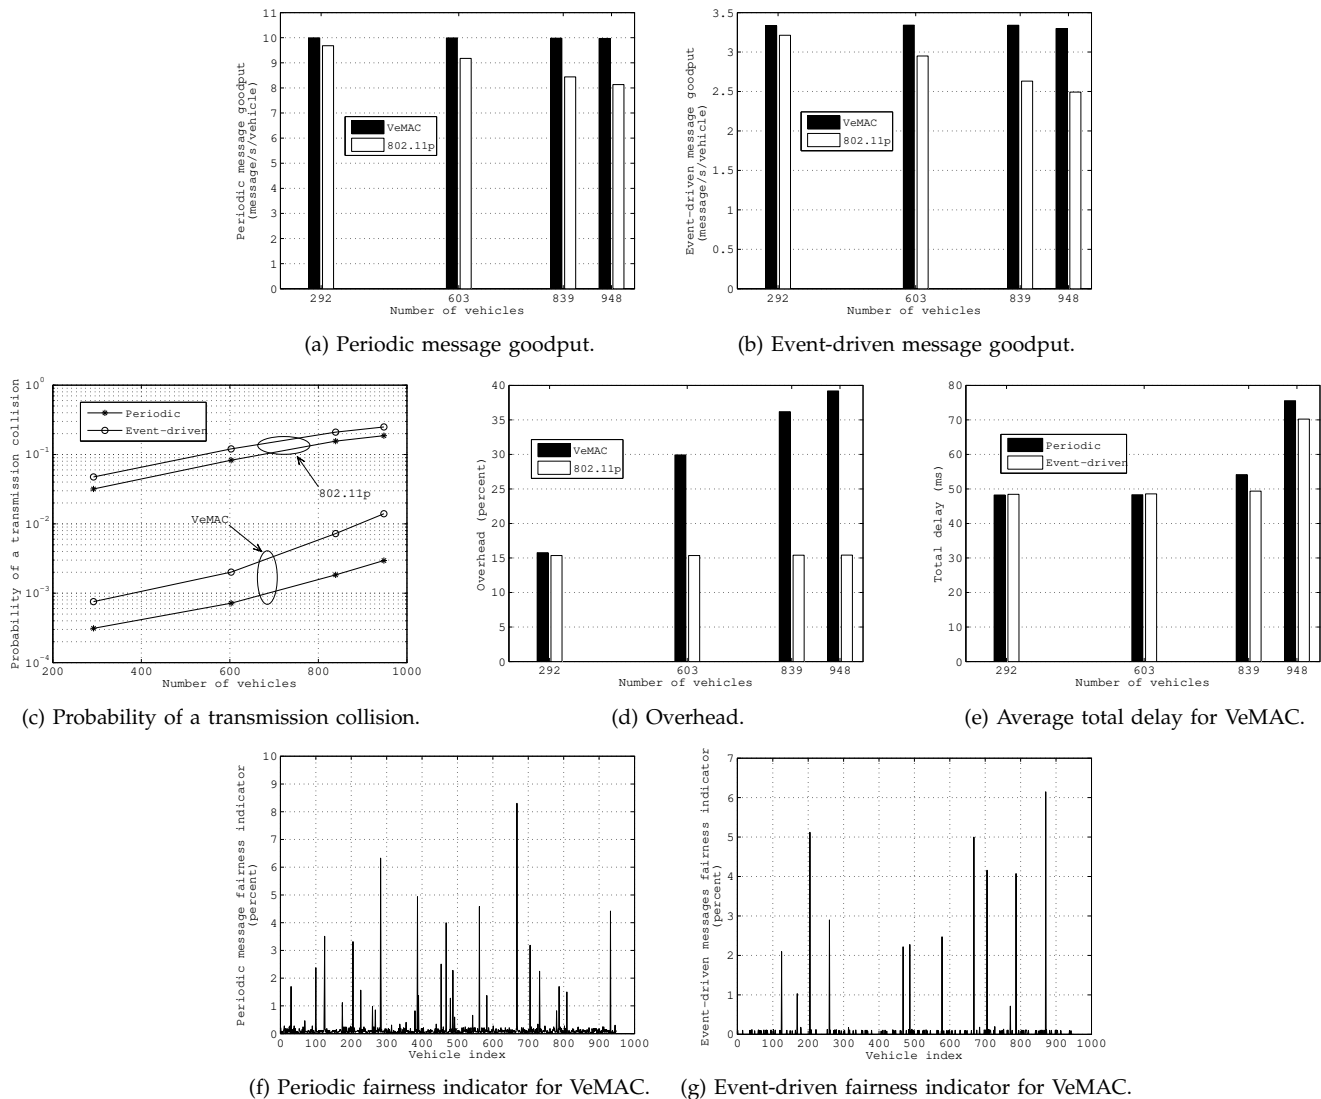 11
10
9
8
7
6
5
4
3
2
1
0
Periodic message goodput
(message/s/vehicle)
VeMAC
802.11p
292 603 839 948
Number of vehicles
(a) Periodic message goodput.
3.5
3
2.5
2
1.5
1
0.5
0
Event-driven message goodput
(message/s/vehicle)
VeMAC
802.11p
292 603 839 948
Number of vehicles
(b) Event-driven message goodput.
10^0
10^-1
10^-2
10^-3
10^-4
Probability of a transmission collision
Periodic
Event-driven
802.11p
VeMAC
200 400 600 800 1000
Number of vehicles
(c) Probability of a transmission collision.
40
35
30
25
20
15
10
5
0
Overhead (percent)
VeMAC
802.11p
292 603 839 948
Number of vehicles
(d) Overhead.
80
70
60
50
40
30
20
10
0
Total delay (ms)
Periodic
Event-driven
292 603 839 948
Number of vehicles
(e) Average total delay for VeMAC.
10
9
8
7
6
5
4
3
2
1
0
Periodic message fairness indicator
(percent)
0 100 200 300 400 500 600 700 800 900 1000
Vehicle index
(f) Periodic fairness indicator for VeMAC.
7
6
5
4
3
2
1
0
Event-driven messages fairness indicator
(percent)
0 100 200 300 400 500 600 700 800 900 1000
Vehicle index
(g) Event-driven fairness indicator for VeMAC.